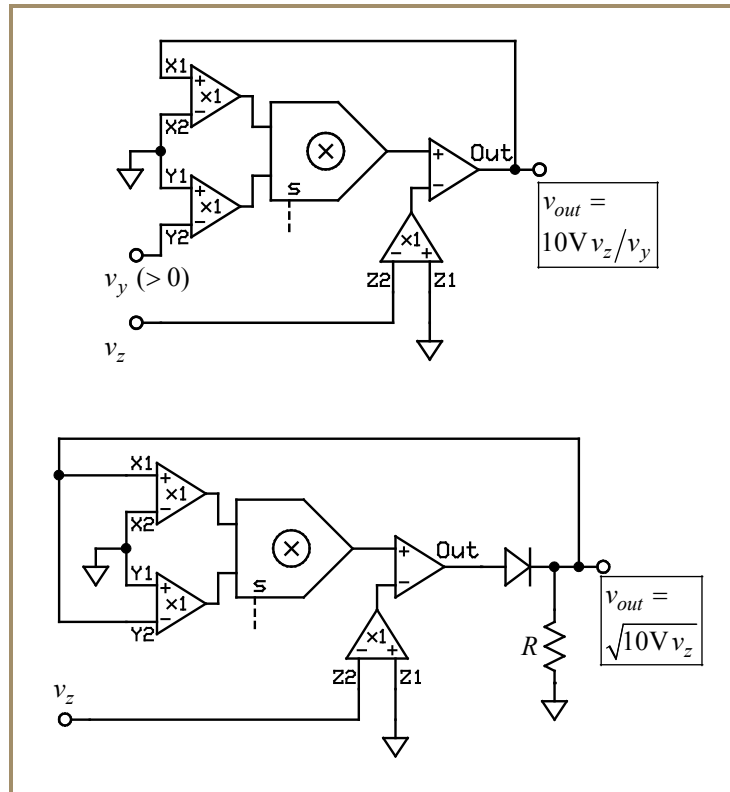 X1
+
×1
−
X2
Y1
+
×1
−
Y2
v_y (> 0)
v_z
S
+
−
Out
×1
− +
Z2 Z1
v_out =
10V v_z/v_y
X1
+
×1
−
X2
Y1
+
×1
−
Y2
S
+
−
Out
×1
− +
Z2 Z1
v_z
R
v_out =
√10V v_z